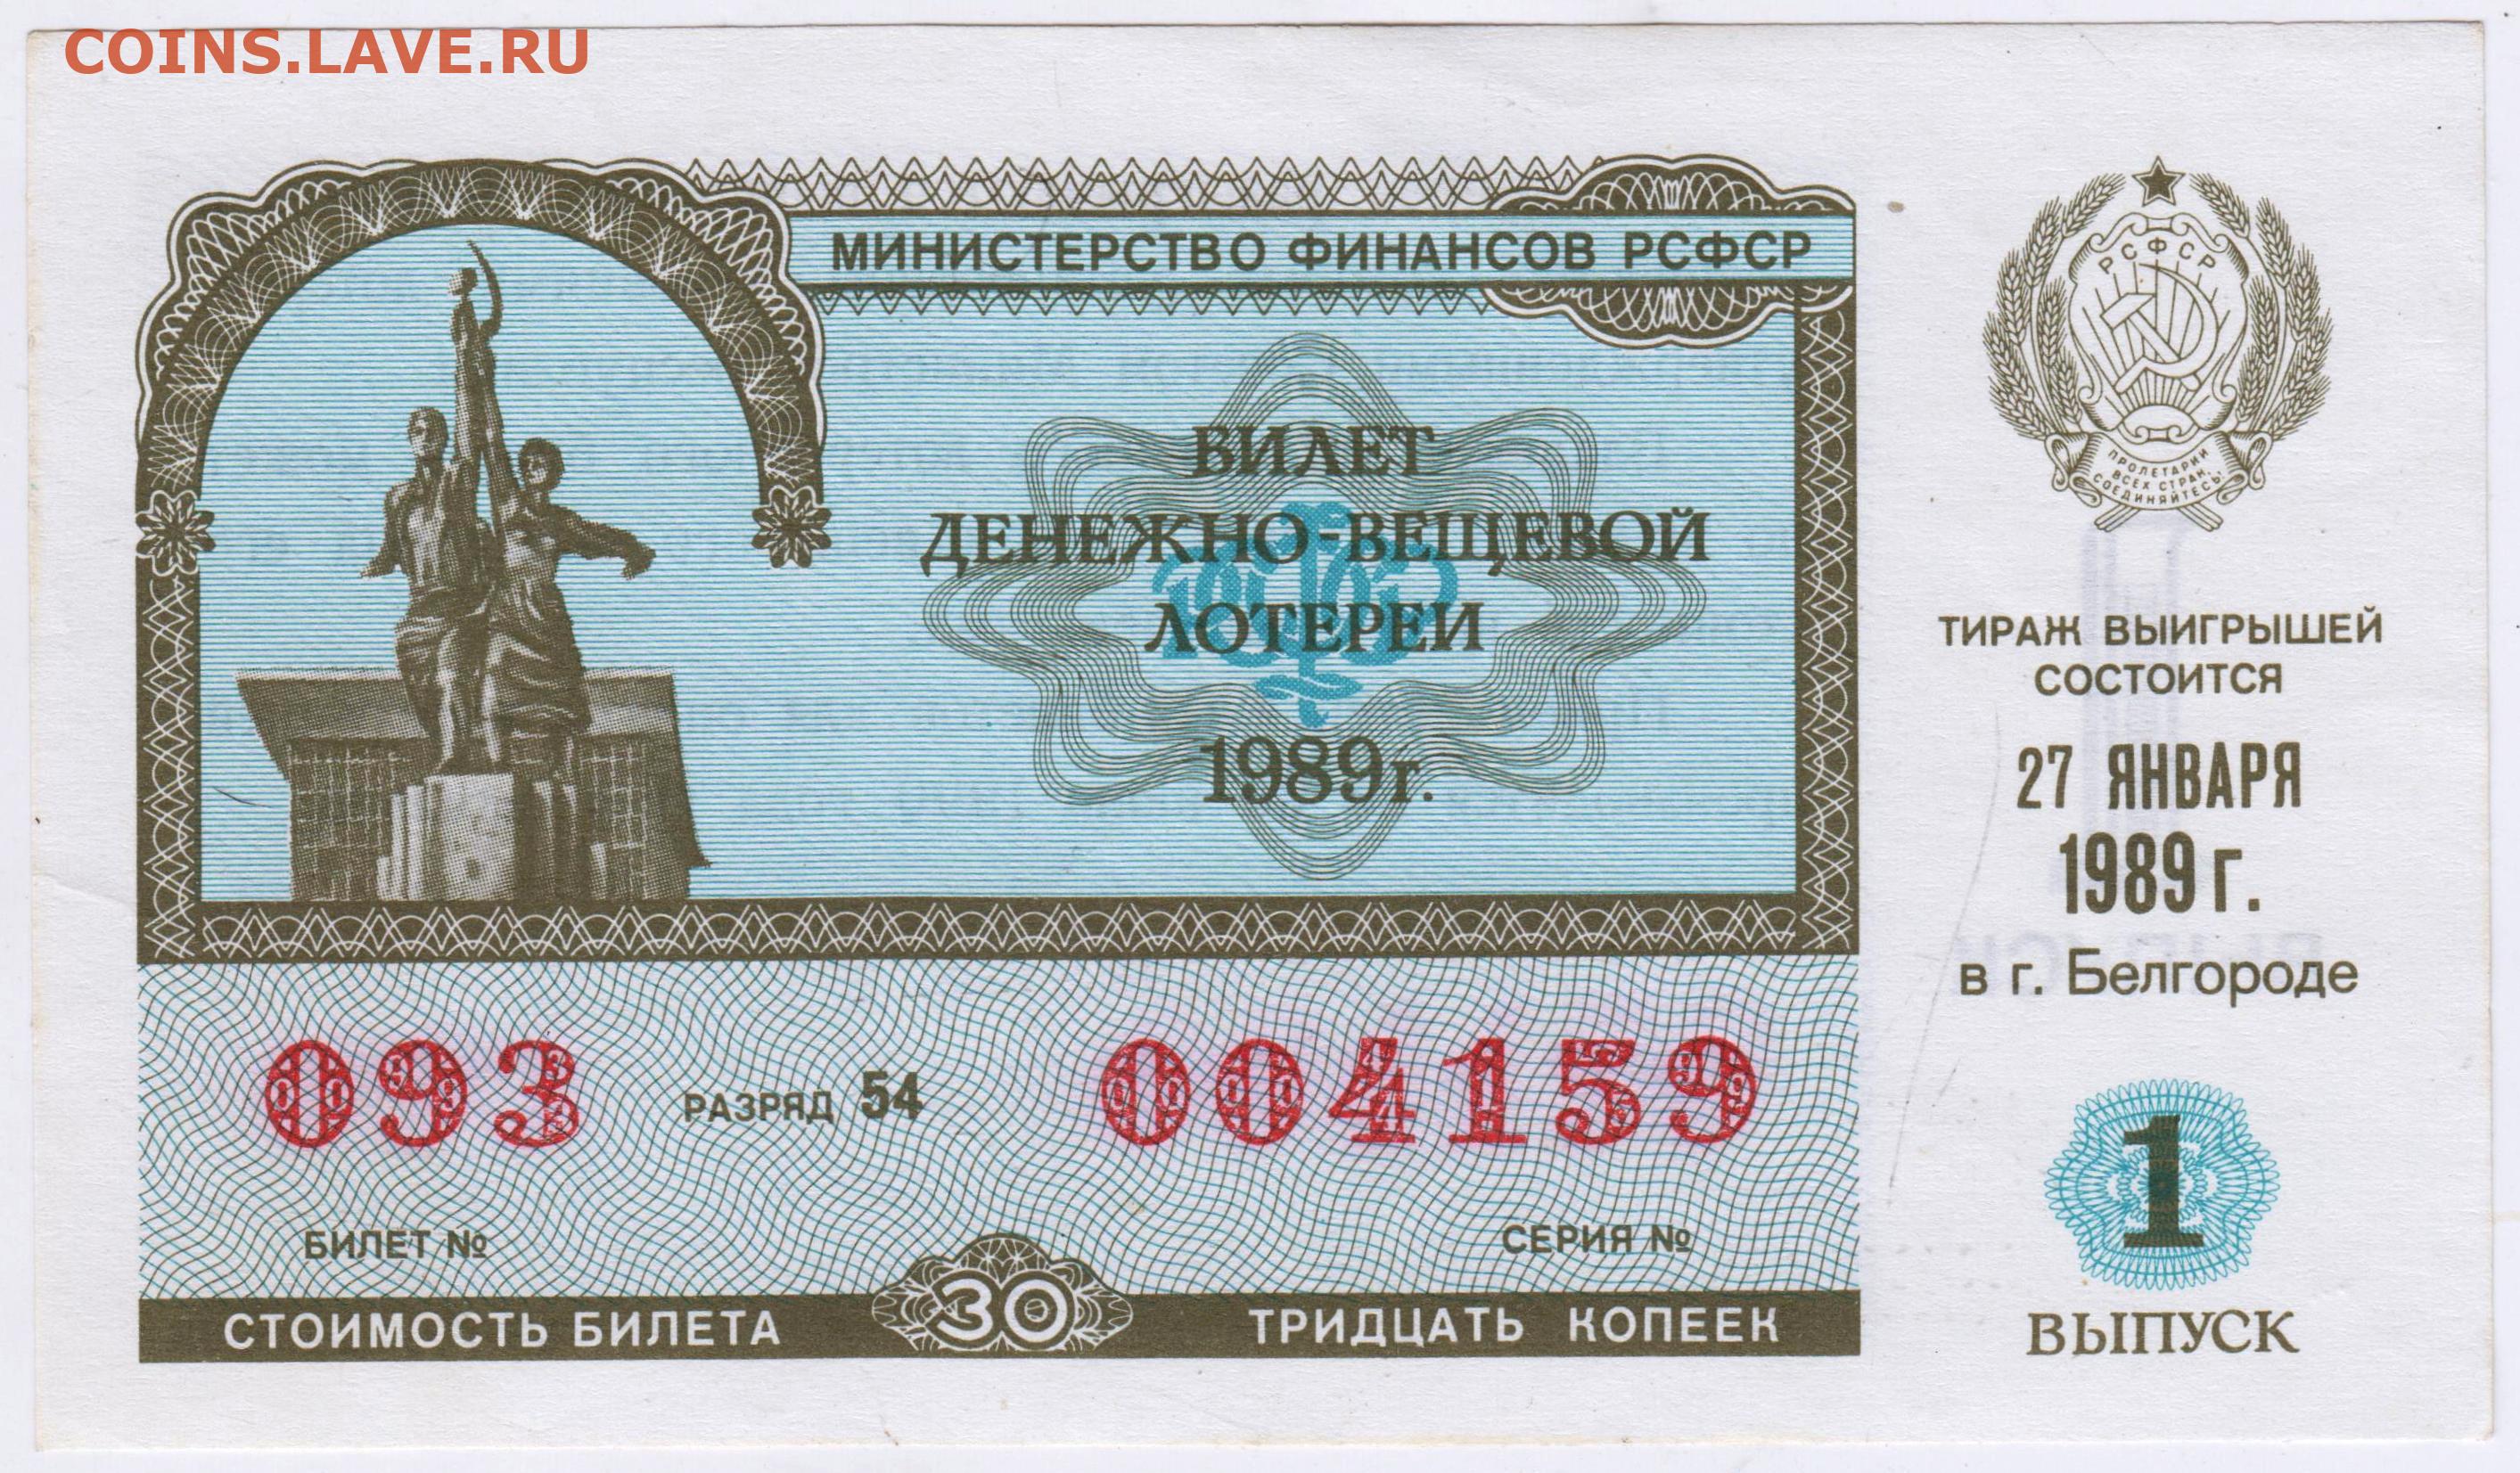 COINS.LAVE.RU
МИНИСТЕРСТВО ФИНАНСОВ РСФСР
БИЛЕТ
ДЕНЕЖНО-ВЕЩЕВОЙ
ЛОТЕРЕИ
1989г.
093
РАЗРЯД 54
004159
БИЛЕТ №
СЕРИЯ №
СТОИМОСТЬ БИЛЕТА
30
ТРИДЦАТЬ КОПЕЕК
РСФСР
ПРОЛЕТАРИИ
ВСЕХ СТРАН,
СОЕДИНЯЙТЕСЬ!
ТИРАЖ ВЫИГРЫШЕЙ
СОСТОИТСЯ
27 ЯНВАРЯ
1989 г.
в г. Белгороде
1
ВЫПУСК